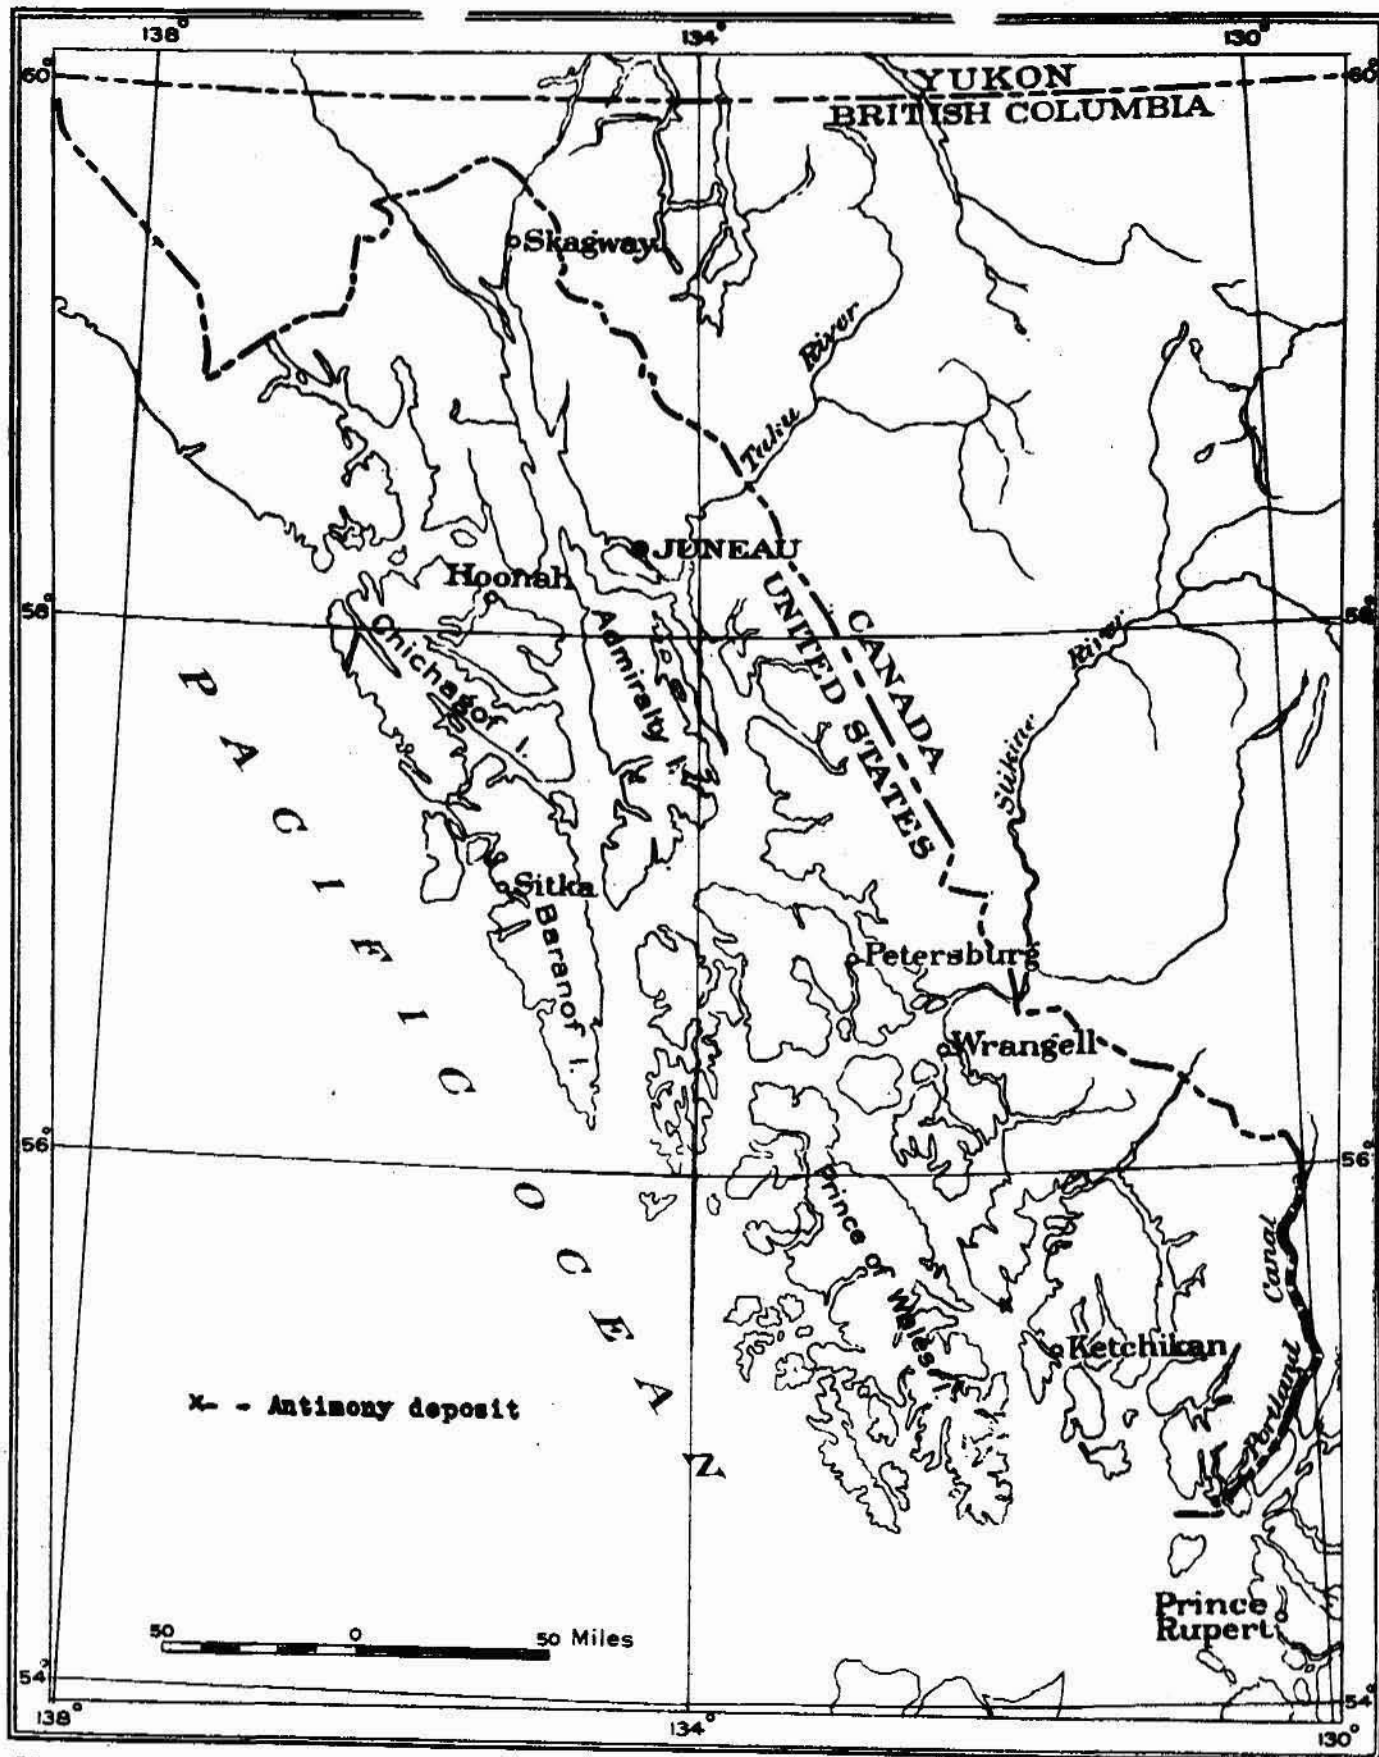 138° 134° 130°
60° 60°
YUKON
BRITISH COLUMBIA
Skagway
River
Taku
JUNEAU
Hoonah
58° 58°
CANADA
UNITED STATES
Chichagof I.
Admiralty I.
River
Stikine
PACIFIC OCEAN
Sitka
Baranof I.
Petersburg
Wrangell
56° 56°
Prince of Wales I.
Canal
Portland
Ketchikan
x- - Antimony deposit
Prince
Rupert
50 0 50 Miles
54° 54°
138° 134° 130°